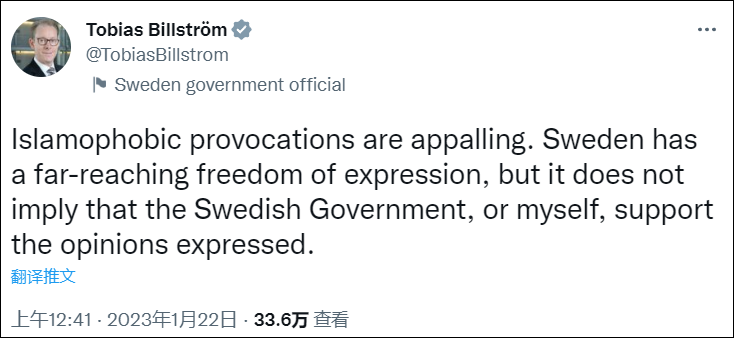 Tobias Billström
@TobiasBillstrom
Sweden government official
Islamophobic provocations are appalling. Sweden has
a far-reaching freedom of expression, but it does not
imply that the Swedish Government, or myself, support
the opinions expressed.
翻译推文
上午12:41 · 2023年1月22日 · 33.6万 查看